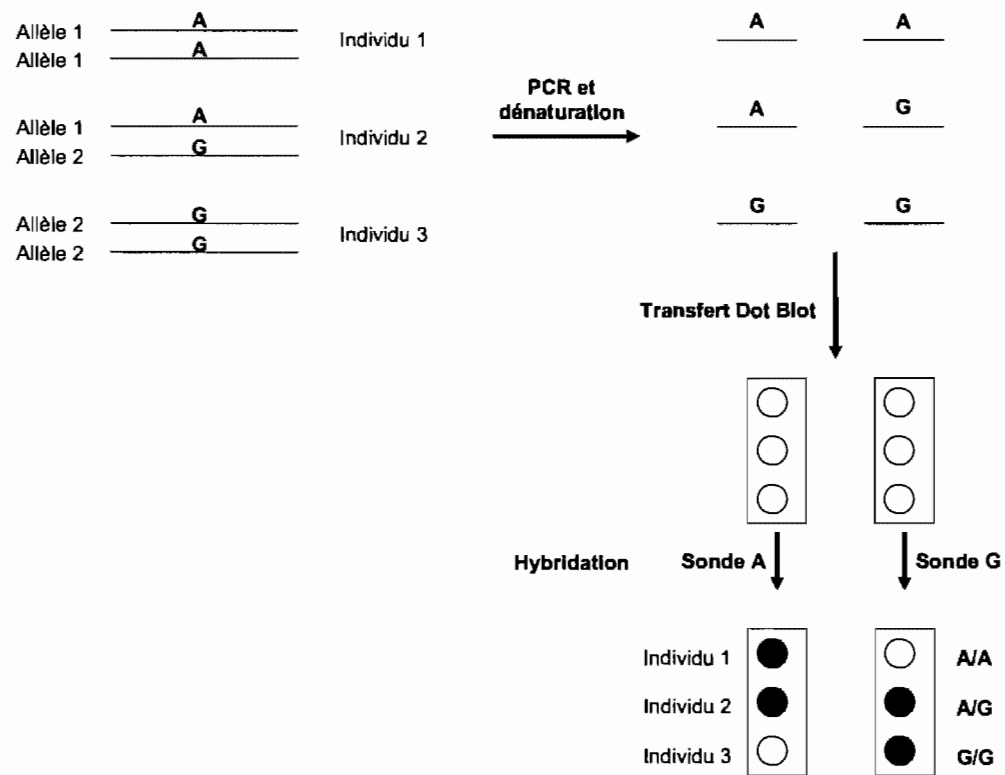 Allèle 1 A
Allèle 1 A
Individu 1
Allèle 1 A
Allèle 2 G
Individu 2
Allèle 2 G
Allèle 2 G
Individu 3
PCR et
dénaturation
A A
A G
G G
Transfert Dot Blot
Hybridation Sonde A Sonde G
Individu 1 A/A
Individu 2 A/G
Individu 3 G/G